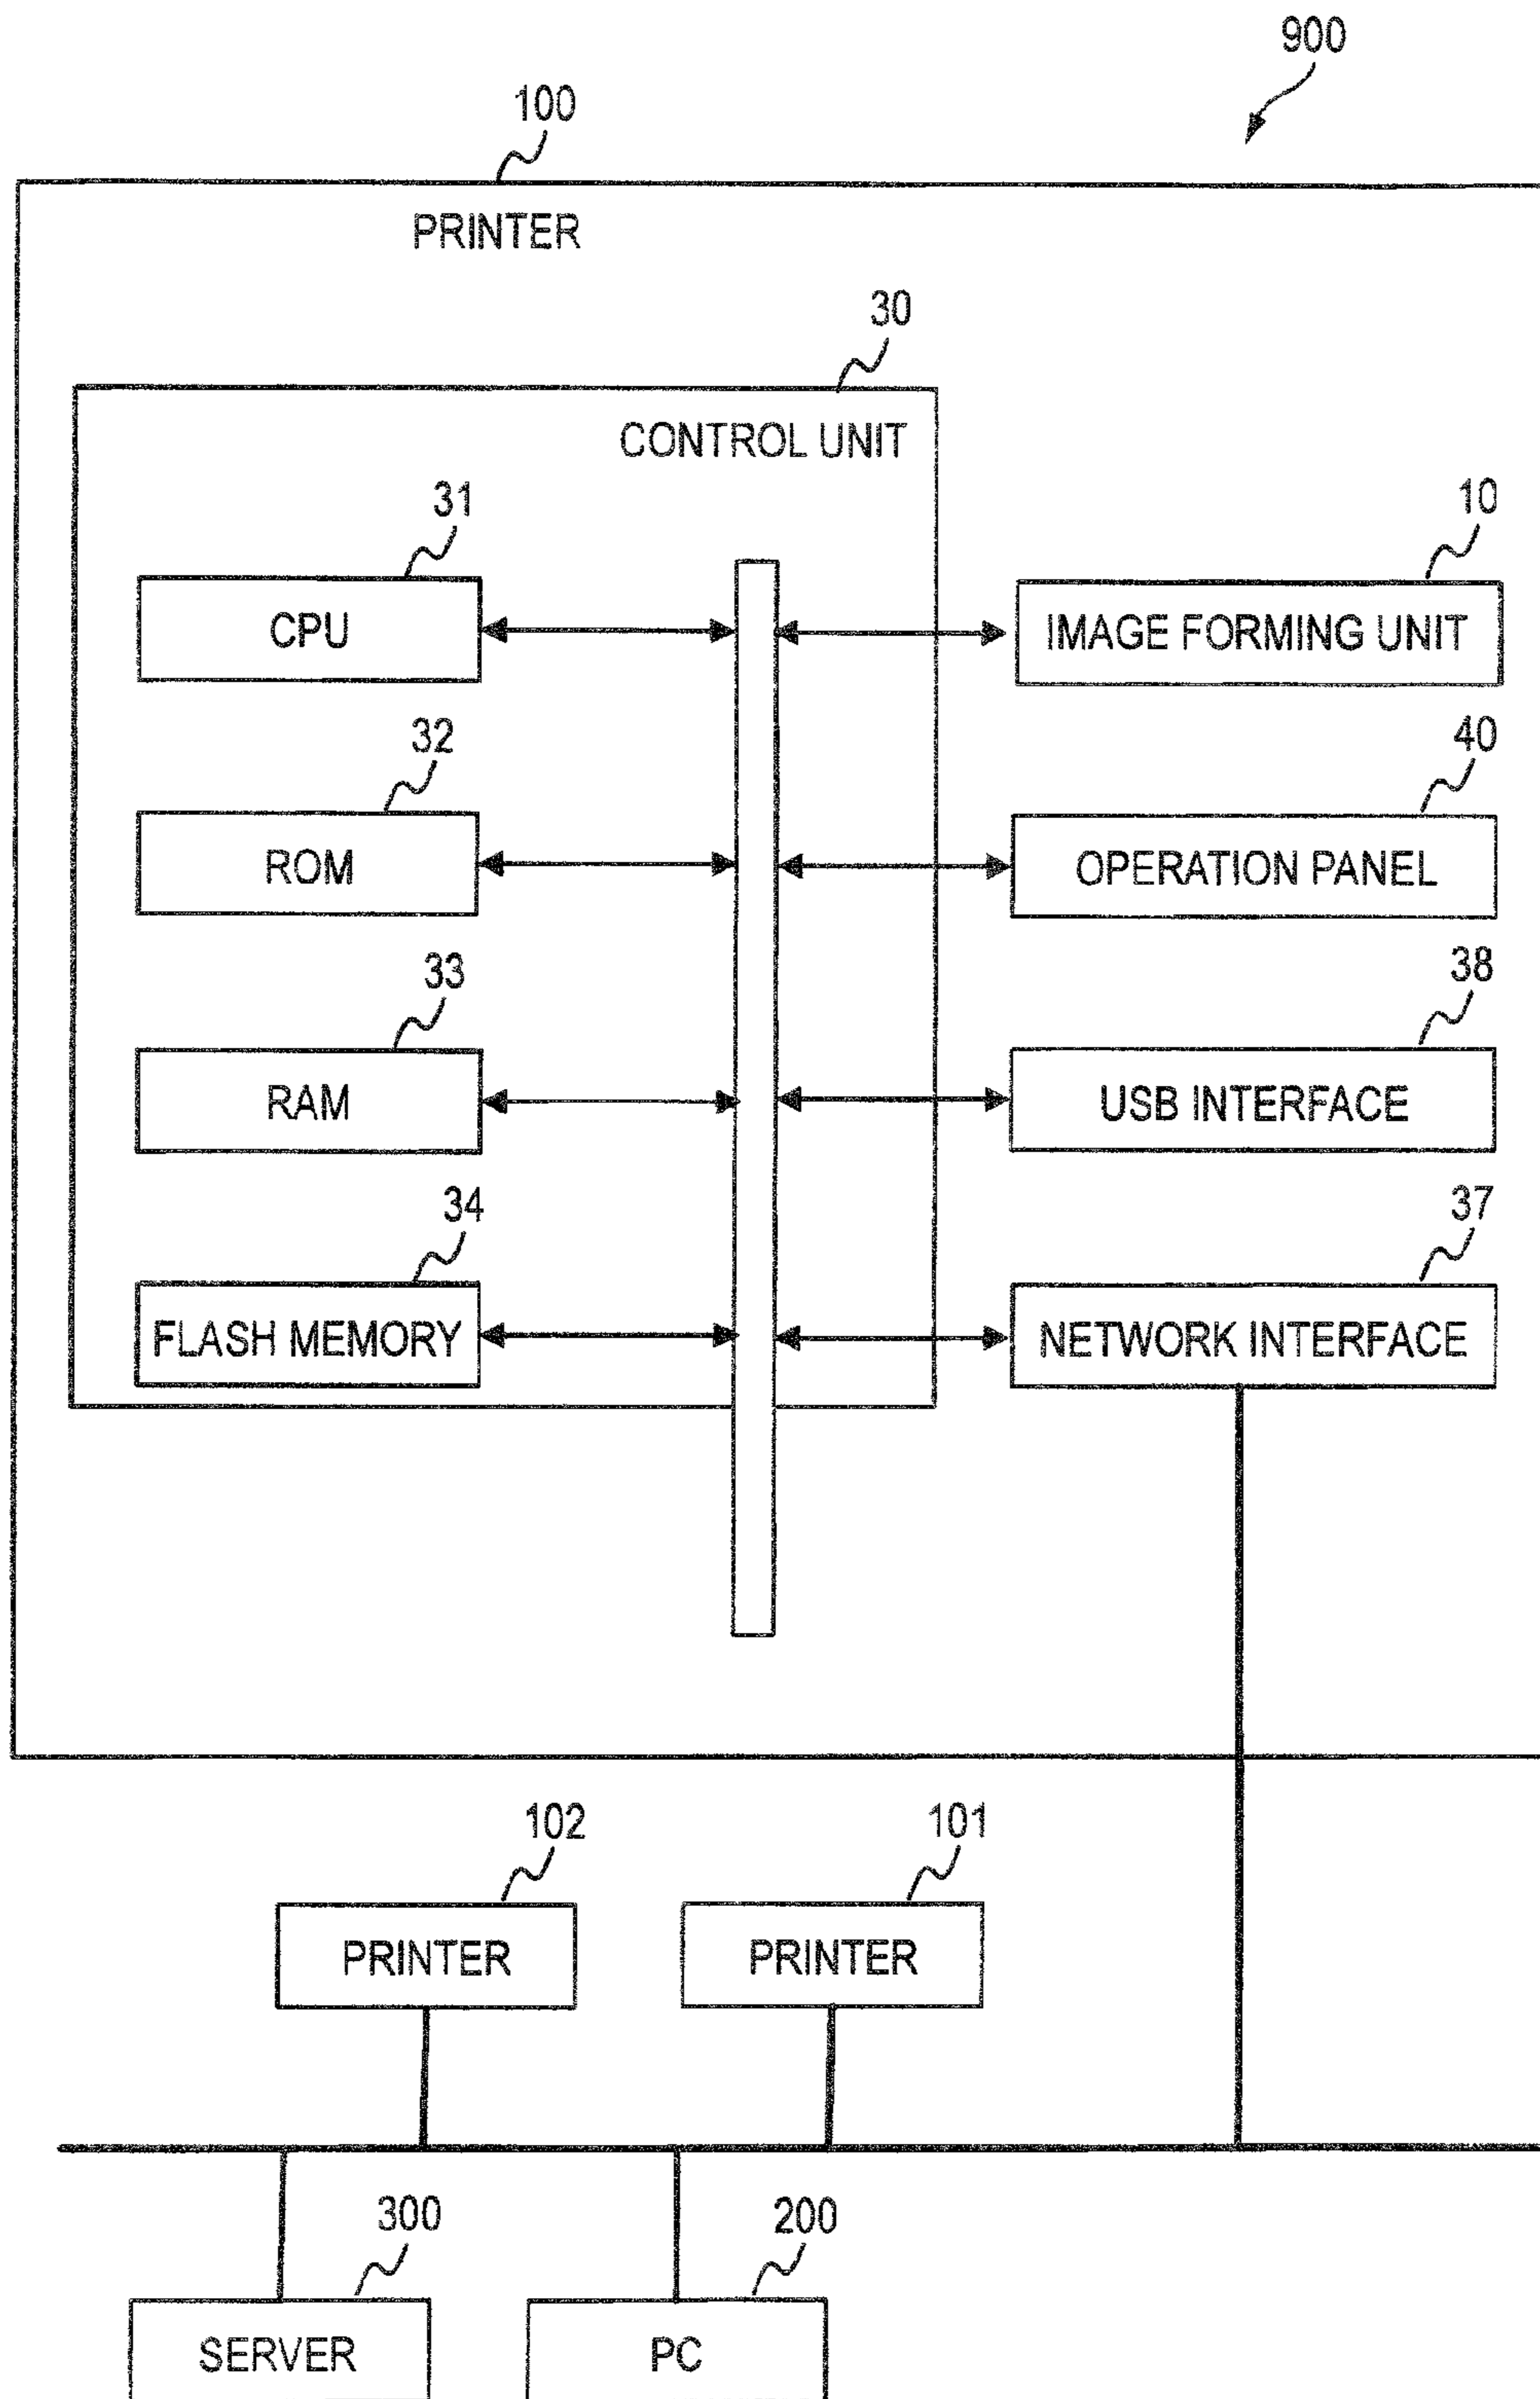 900
100
PRINTER
30
CONTROL UNIT
31
10
CPU
IMAGE FORMING UNIT
32
40
ROM
OPERATION PANEL
33
38
RAM
USB INTERFACE
34
37
FLASH MEMORY
NETWORK INTERFACE
102
101
PRINTER
PRINTER
300
200
SERVER
PC